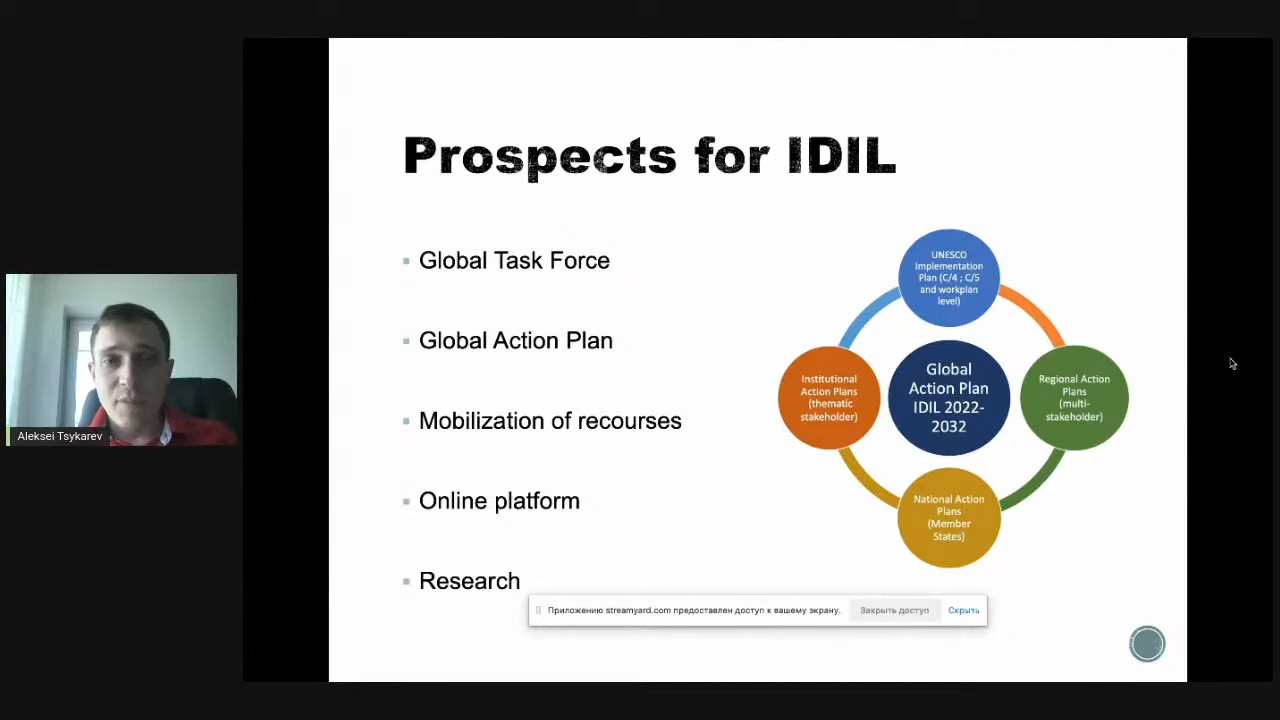 Prospects for IDIL
Global Task Force
Global Action Plan
Mobilization of recourses
Online platform
Research
UNESCO
Implementation
Plan (C/4 ; C/5
and workplan
level)
Institutional
Action Plans
(thematic
stakeholder)
Global
Action Plan
IDIL 2022-
2032
Regional Action
Plans
(multi-
stakeholder)
National Action
Plans
(Member
States)
Aleksei Tsykarev
Приложению streamyard.com предоставлен доступ к вашему экрану. Закрыть доступ Скрыть